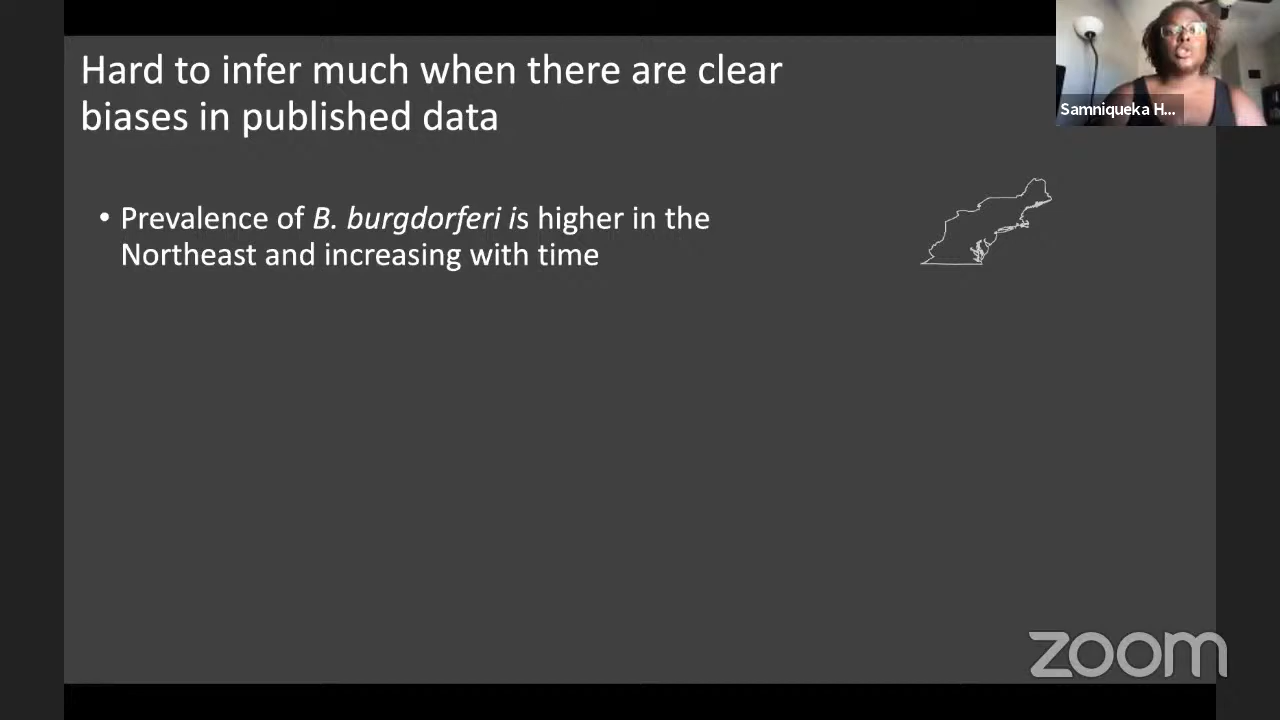 Hard to infer much when there are clear
biases in published data
Samniqueka H...
• Prevalence of B. burgdorferi is higher in the
Northeast and increasing with time
zoom